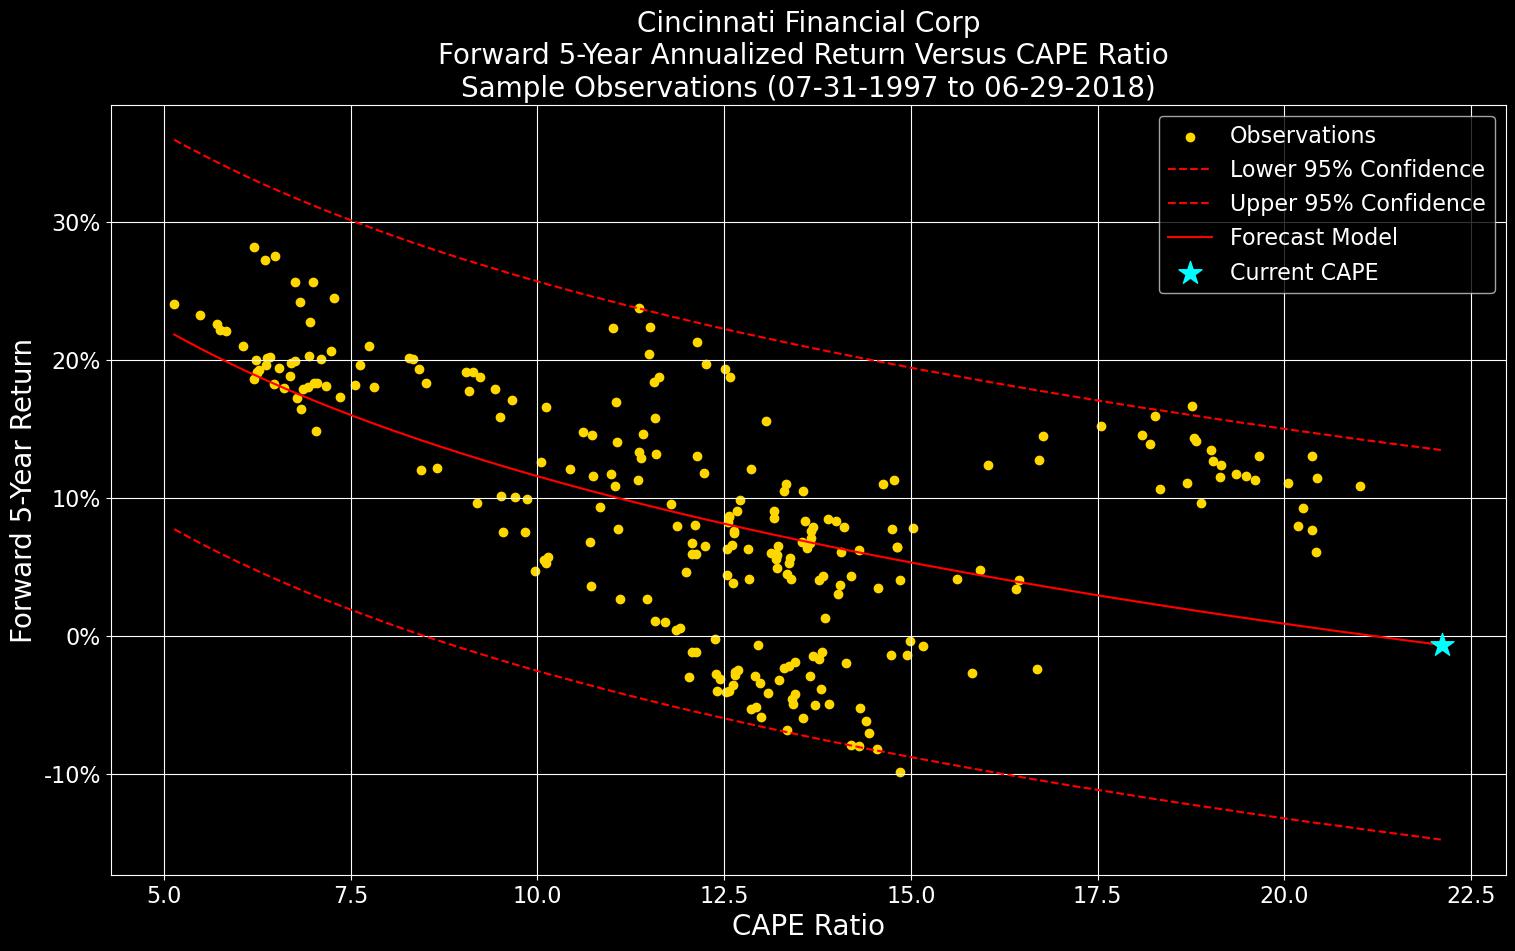 Cincinnati Financial Corp
Forward 5-Year Annualized Return Versus CAPE Ratio
Sample Observations (07-31-1997 to 06-29-2018)
Observations
Lower 95% Confidence
Upper 95% Confidence
Forecast Model
Current CAPE
Forward 5-Year Return
30%
20%
10%
0%
-10%
5.0 7.5 10.0 12.5 15.0 17.5 20.0 22.5
CAPE Ratio